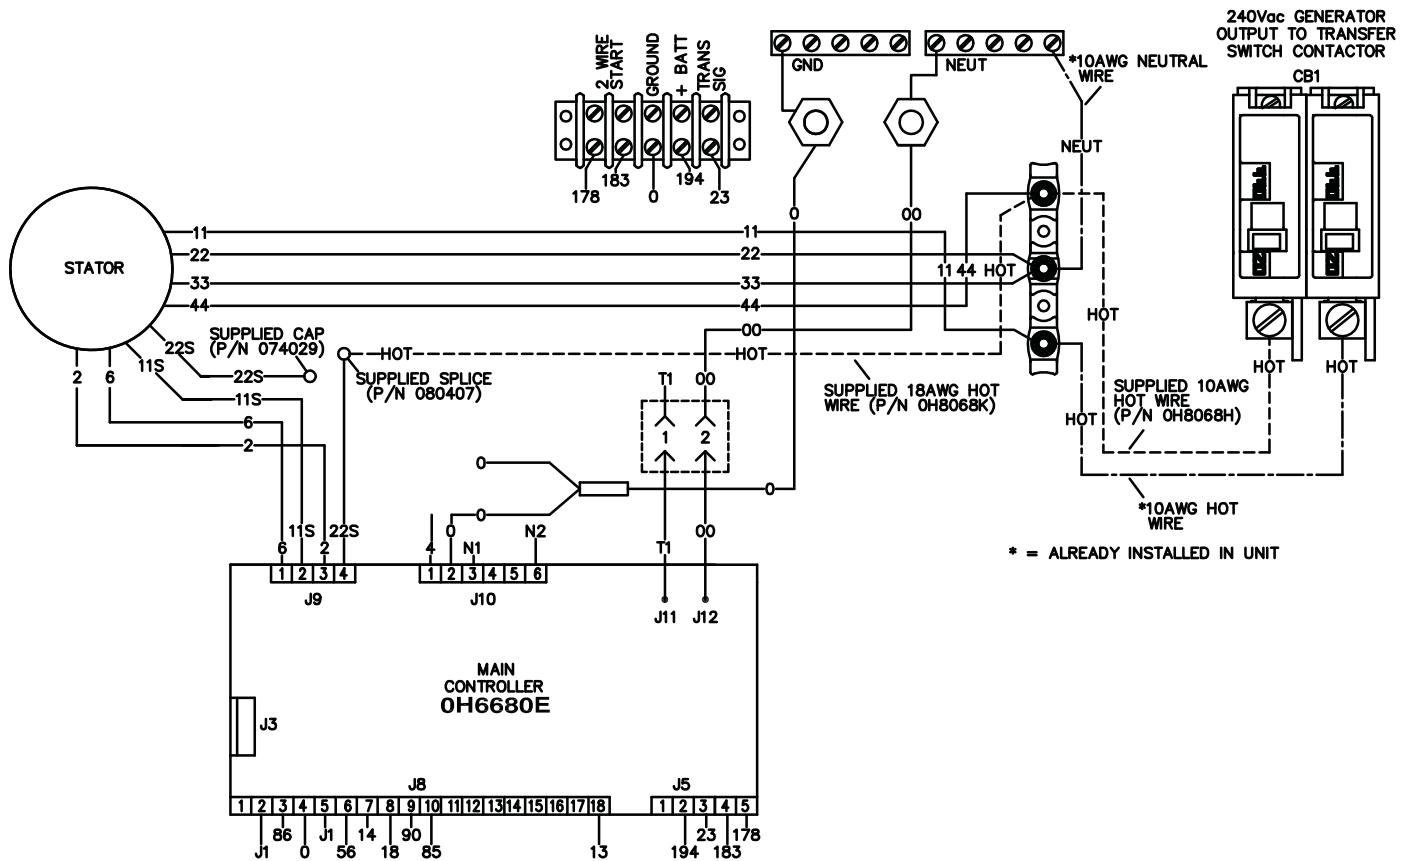 240Vac GENERATOR
OUTPUT TO TRANSFER
SWITCH CONTACTOR
CB1
2 WIRE
START
GROUND
+ BATT
TRANS
SIG
GND
NEUT
*10AWG NEUTRAL
WIRE
NEUT
178
183
0
194
23
0
00
STATOR
11
11
22
22
33
33
11 44 HOT
44
44
00
HOT
22S
SUPPLIED CAP
(P/N 074029)
11S
22S
HOT
HOT
HOT
HOT
2
6
SUPPLIED SPLICE
(P/N 080407)
T1
00
SUPPLIED 18AWG HOT
WIRE (P/N 0H8068K)
SUPPLIED 10AWG
HOT WIRE
(P/N 0H8068H)
HOT
11S
6
2
1
2
0
0
0
*10AWG HOT
WIRE
6
11S
2
22S
4
0
N1
N2
T1
00
* = ALREADY INSTALLED IN UNIT
1 2 3 4
1 2 3 4 5 6
J9
J10
J11
J12
MAIN
CONTROLLER
0H6680E
J3
J8
J5
1 2 3 4 5 6 7 8 9 10 11 12 13 14 15 16 17 18
1 2 3 4 5
86
J1
14
90
23
178
J1
0
56
18
85
13
194
183